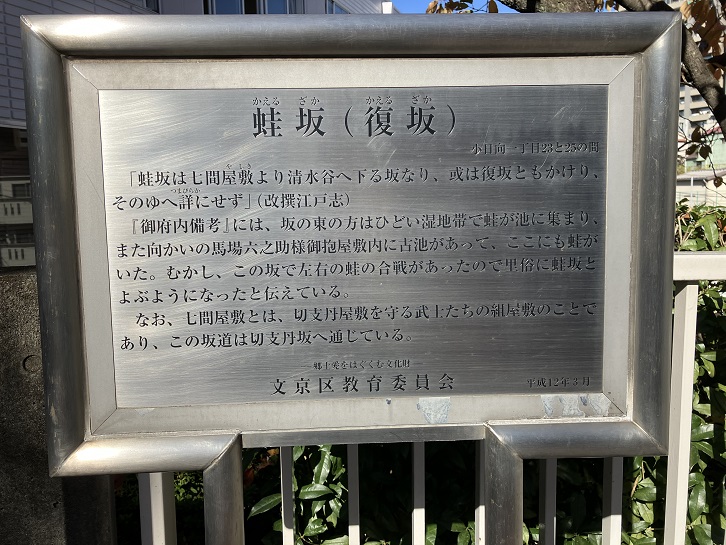 かえる ざか かえる ざか
蛙坂（復坂）
小日向一丁目23と25の間
やしき
「蛙坂は七間屋敷より清水谷へ下る坂なり、或は復坂ともかけり、
つまびらか
そのゆへ詳にせず」（改撰江戸志）
『御府内備考』には、坂の東の方はひどい湿地帯で蛙が池に集まり、
また向かいの馬場六之助様御抱屋敷内に古池があって、ここにも蛙が
いた。むかし、この坂で左右の蛙の合戦があったので里俗に蛙坂と
よぶようになったと伝えている。
なお、七間屋敷とは、切支丹屋敷を守る武士たちの組屋敷のことで
あり、この坂道は切支丹坂へ通じている。
郷土愛をはぐくむ文化財
文京区教育委員会
平成12年3月